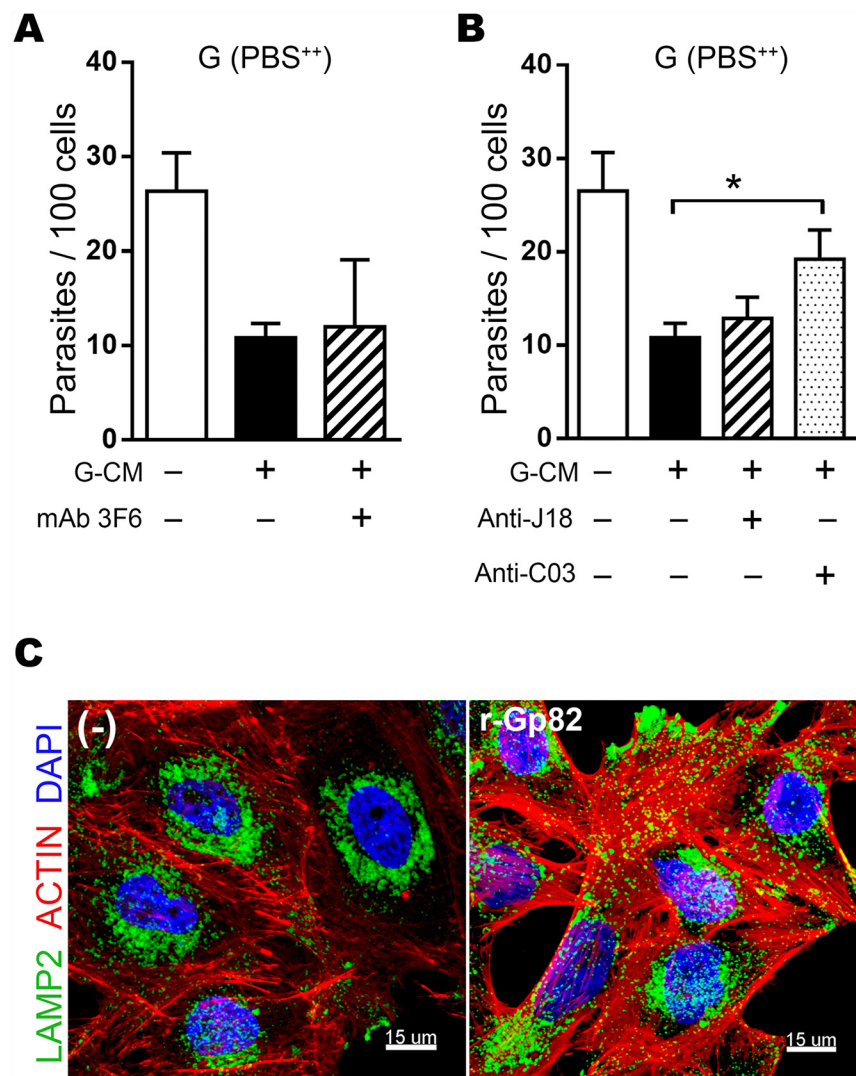 A
G (PBS++)
Parasites / 100 cells
40
30
20
10
0
G-CM – + +
mAb 3F6 – – +
B
G (PBS++)
Parasites / 100 cells
40
30
20
10
0
*
G-CM – + + +
Anti-J18 – – + –
Anti-C03 – – – +
C
LAMP2 ACTIN DAPI
(-)
15 um
r-Gp82
15 um